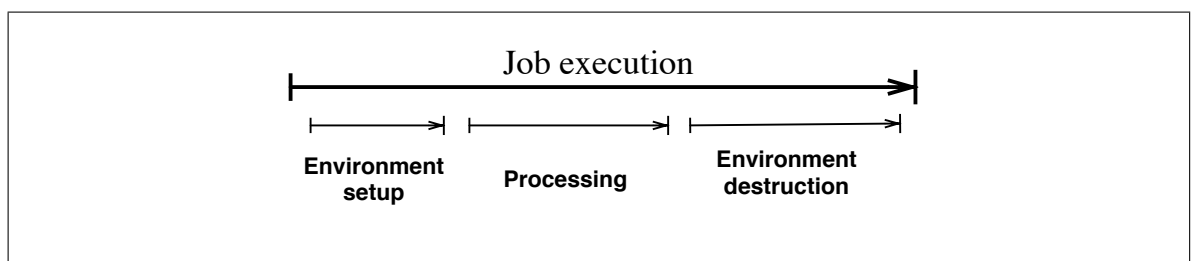 Job execution
Environment
setup
Processing
Environment
destruction